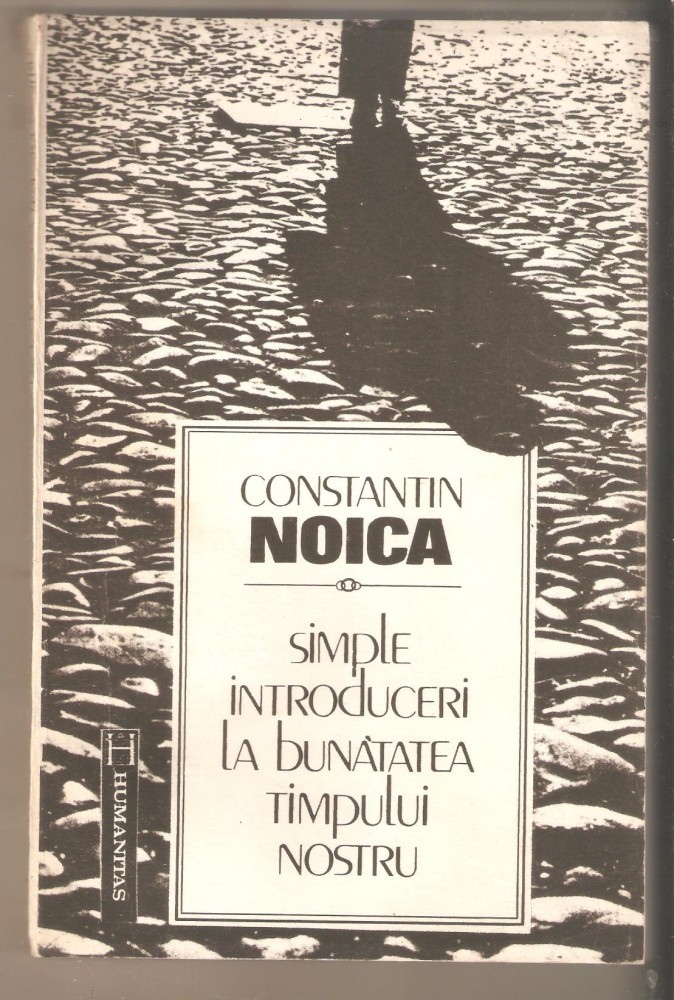 CONSTANTIN
NOICA
simple
introduceri
la bunătatea
timpului
nostru
H
HUMANITAS